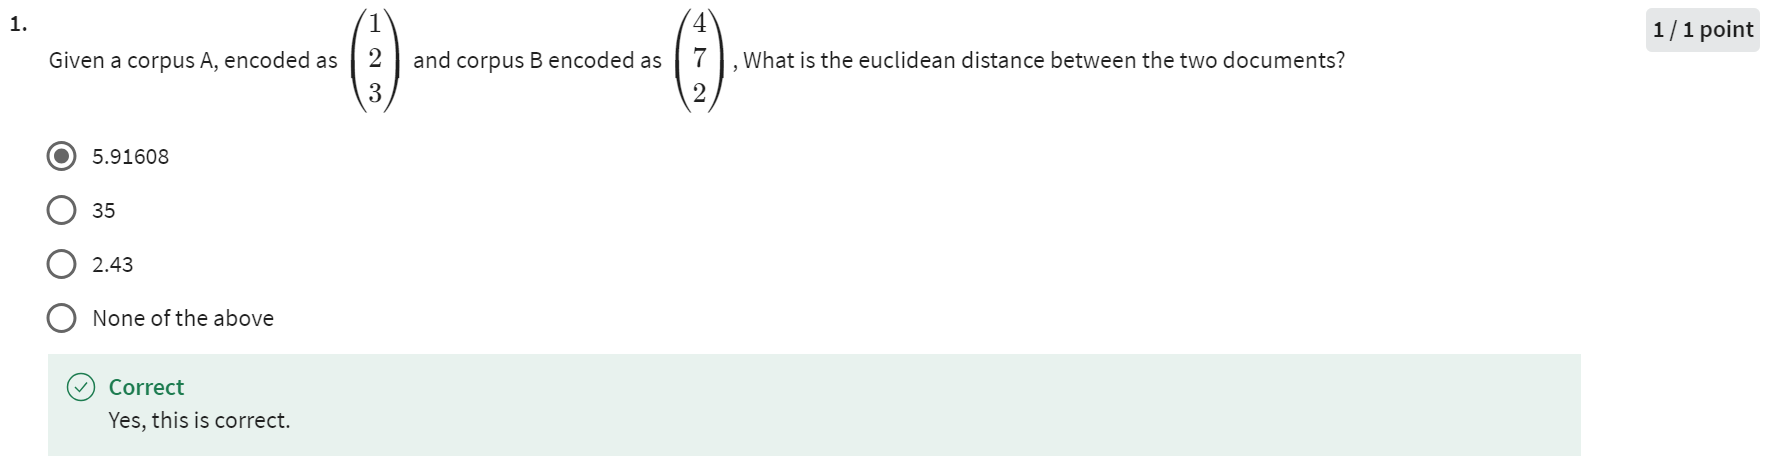 1.
1 / 1 point
Given a corpus A, encoded as (1 2 3) and corpus B encoded as (4 7 2), What is the euclidean distance between the two documents?
5.91608
35
2.43
None of the above
Correct
Yes, this is correct.